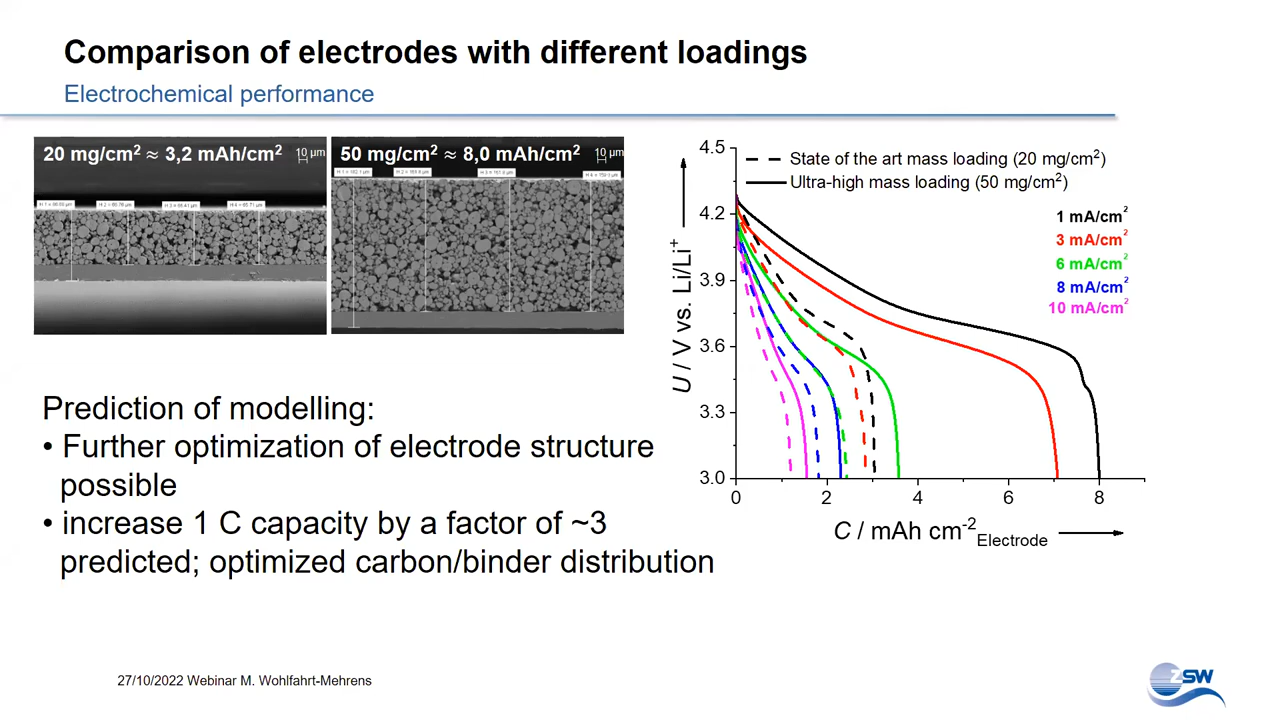 Comparison of electrodes with different loadings
Electrochemical performance
20 mg/cm² ≈ 3,2 mAh/cm²
10 µm
50 mg/cm² ≈ 8,0 mAh/cm²
10 µm
4.5
4.2
3.9
3.6
3.3
3.0
U / V vs. Li/Li⁺
State of the art mass loading (20 mg/cm²)
Ultra-high mass loading (50 mg/cm²)
1 mA/cm²
3 mA/cm²
6 mA/cm²
8 mA/cm²
10 mA/cm²
0 2 4 6 8
C / mAh cm⁻² Electrode
Prediction of modelling:
• Further optimization of electrode structure
possible
• increase 1 C capacity by a factor of ~3
predicted; optimized carbon/binder distribution
27/10/2022 Webinar M. Wohlfahrt-Mehrens
ZSW